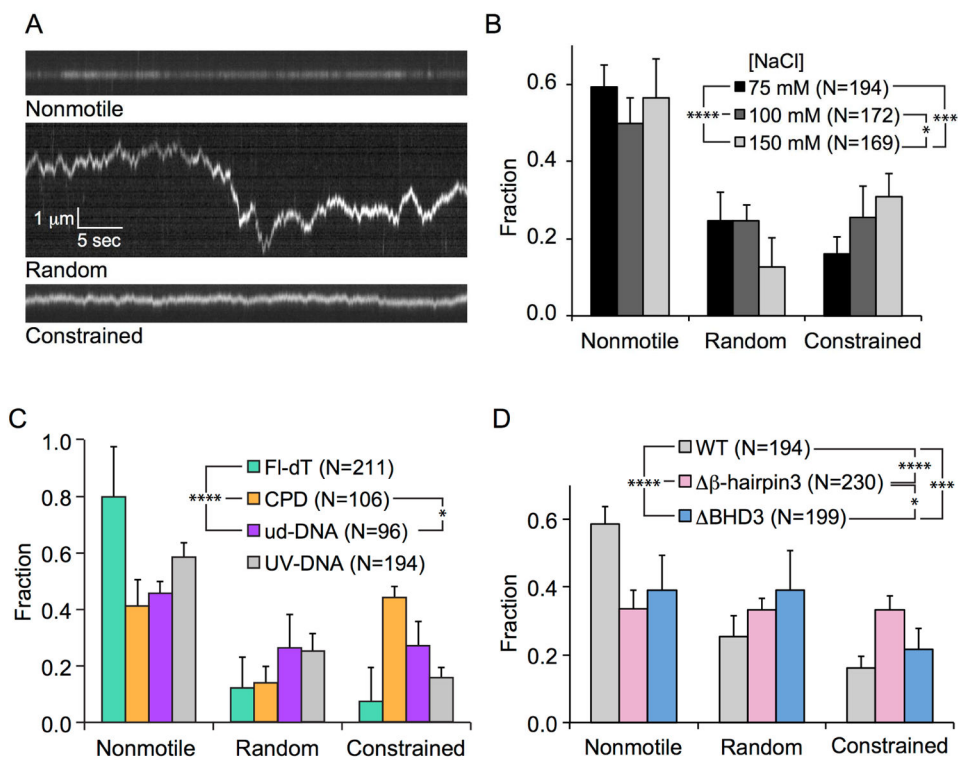 A
Nonmotile
1 μm
5 sec
Random
Constrained
B
[NaCl]
75 mM (N=194)
**** 100 mM (N=172) ***
150 mM (N=169) *
Fraction
0.6
0.4
0.2
0.0
Nonmotile Random Constrained
C
Fl-dT (N=211)
**** CPD (N=106)
ud-DNA (N=96) *
UV-DNA (N=194)
Fraction
1.0
0.8
0.6
0.4
0.2
0.0
Nonmotile Random Constrained
D
WT (N=194) ****
**** Δβ-hairpin3 (N=230) ***
ΔBHD3 (N=199) *
Fraction
0.6
0.4
0.2
0.0
Nonmotile Random Constrained